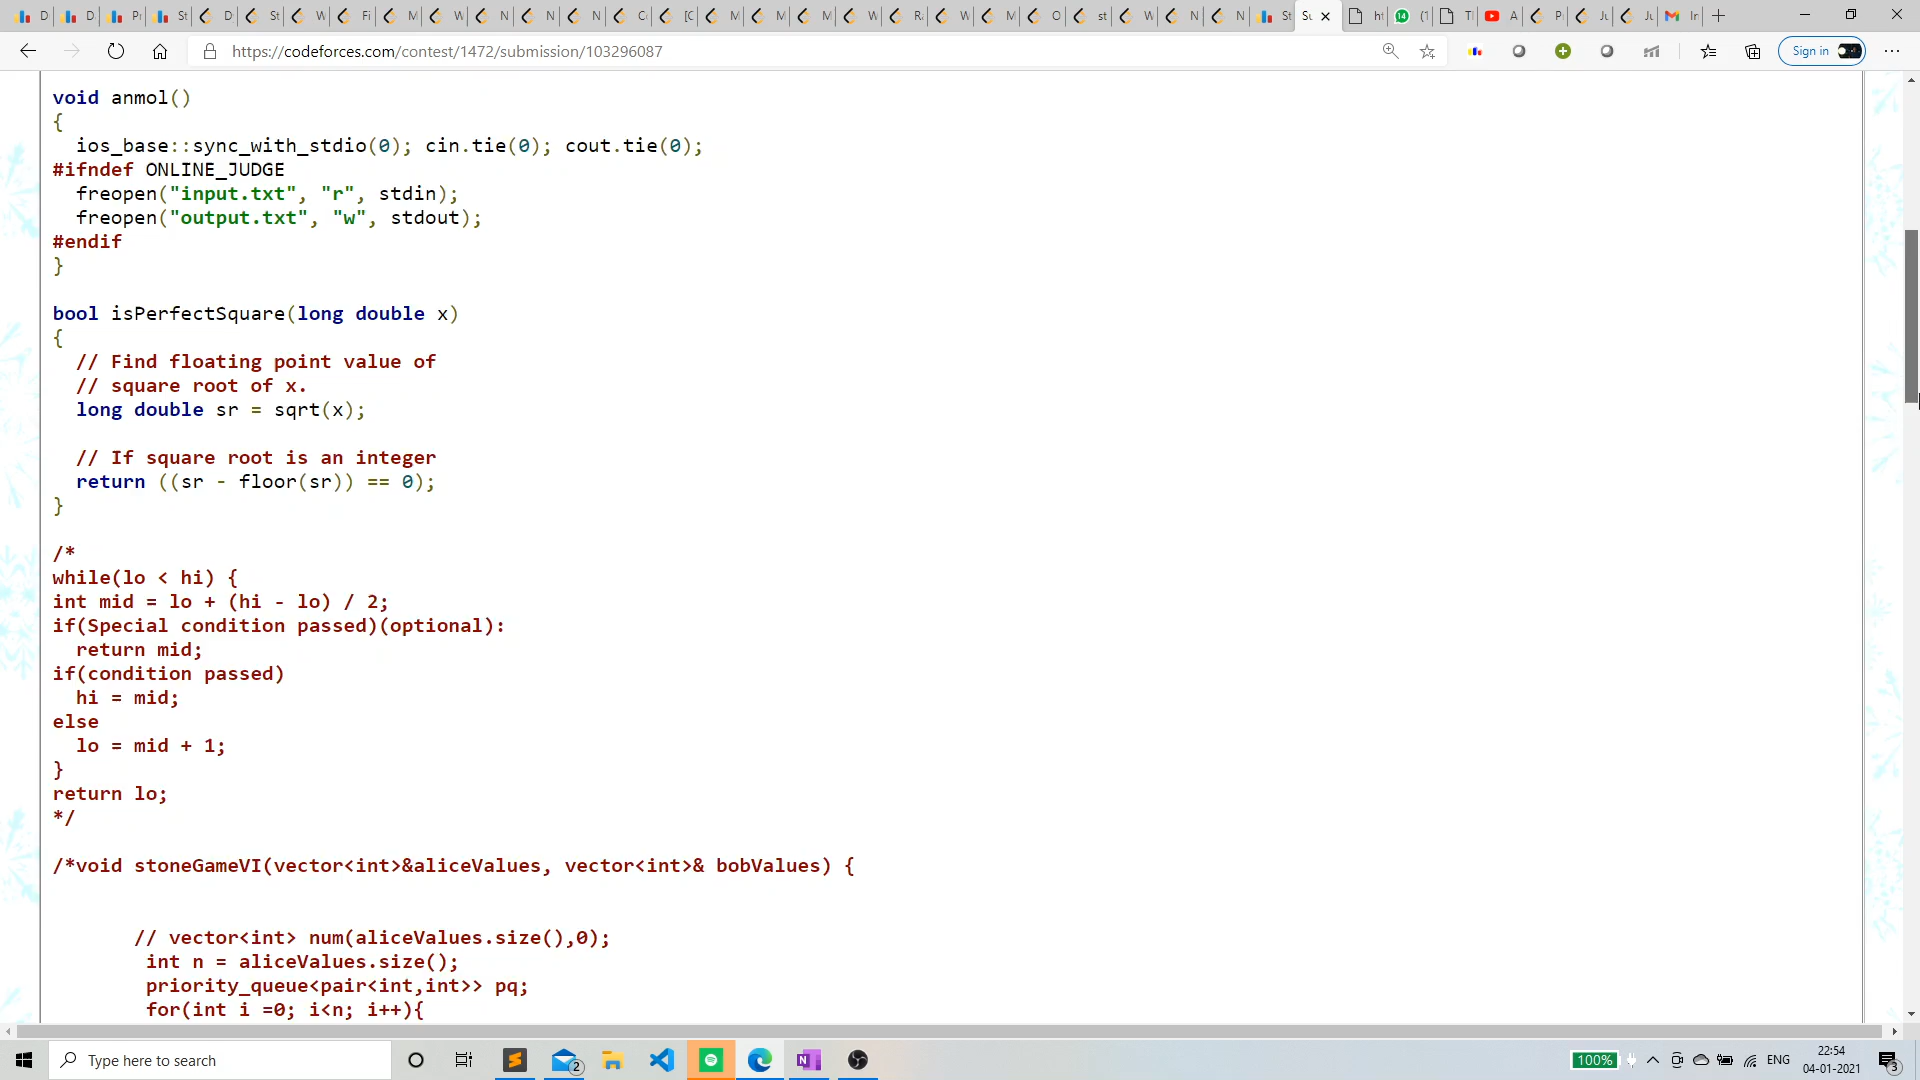 https://codeforces.com/contest/1472/submission/103296087
Sign in
void anmol()
{
  ios_base::sync_with_stdio(0); cin.tie(0); cout.tie(0);
#ifndef ONLINE_JUDGE
  freopen("input.txt", "r", stdin);
  freopen("output.txt", "w", stdout);
#endif
}
bool isPerfectSquare(long double x)
{
  // Find floating point value of
  // square root of x.
  long double sr = sqrt(x);
  // If square root is an integer
  return ((sr - floor(sr)) == 0);
}
/*
while(lo < hi) {
int mid = lo + (hi - lo) / 2;
if(Special condition passed)(optional):
  return mid;
if(condition passed)
  hi = mid;
else
  lo = mid + 1;
}
return lo;
*/
/*void stoneGameVI(vector<int>&aliceValues, vector<int>& bobValues) {
       // vector<int> num(aliceValues.size(),0);
        int n = aliceValues.size();
        priority_queue<pair<int,int>> pq;
        for(int i =0; i<n; i++){
Type here to search
2
100%
ENG
22:54
04-01-2021
3